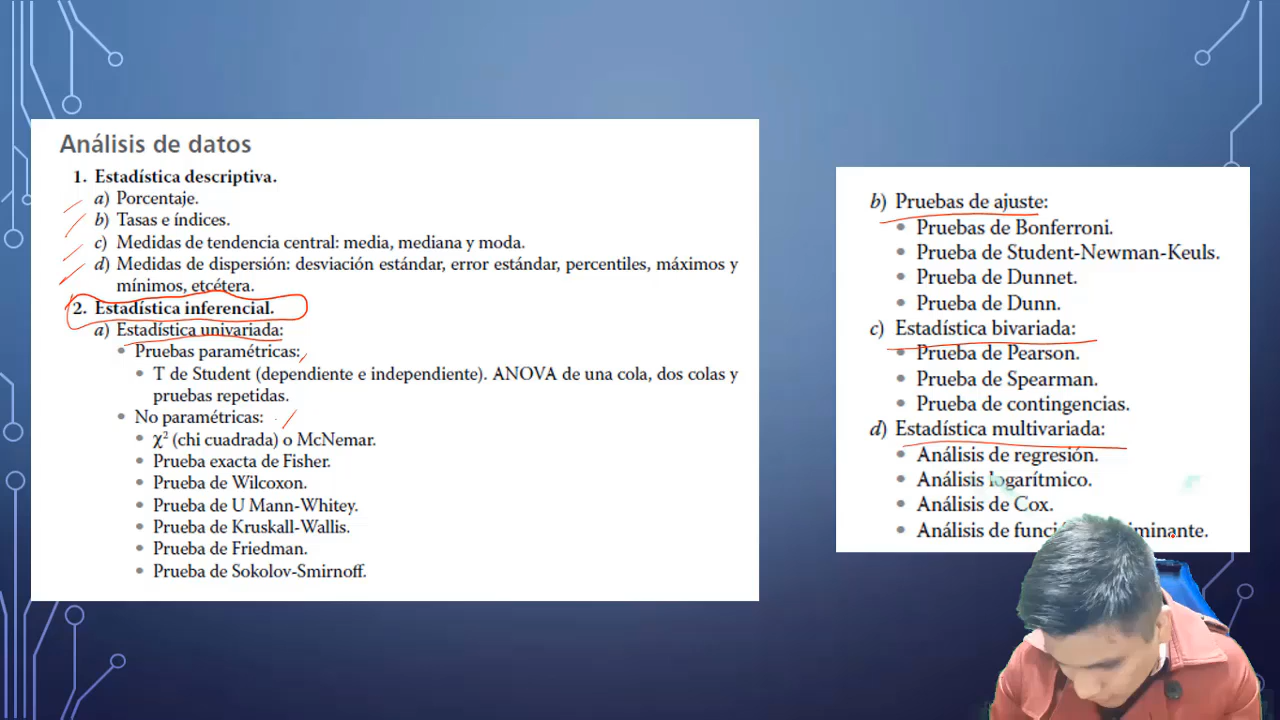 Análisis de datos
1. Estadística descriptiva.
a) Porcentaje.
b) Tasas e índices.
c) Medidas de tendencia central: media, mediana y moda.
d) Medidas de dispersión: desviación estándar, error estándar, percentiles, máximos y
mínimos, etcétera.
2. Estadística inferencial.
a) Estadística univariada:
• Pruebas paramétricas:
• T de Student (dependiente e independiente). ANOVA de una cola, dos colas y
pruebas repetidas.
• No paramétricas:
• χ² (chi cuadrada) o McNemar.
• Prueba exacta de Fisher.
• Prueba de Wilcoxon.
• Prueba de U Mann-Whitey.
• Prueba de Kruskall-Wallis.
• Prueba de Friedman.
• Prueba de Sokolov-Smirnoff.
b) Pruebas de ajuste:
• Pruebas de Bonferroni.
• Prueba de Student-Newman-Keuls.
• Prueba de Dunnet.
• Prueba de Dunn.
c) Estadística bivariada:
• Prueba de Pearson.
• Prueba de Spearman.
• Prueba de contingencias.
d) Estadística multivariada:
• Análisis de regresión.
• Análisis logarítmico.
• Análisis de Cox.
• Análisis de